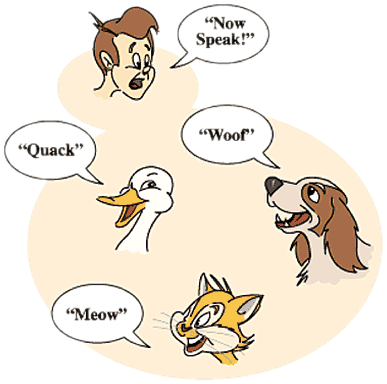 “Now
Speak!”
“Quack”
“Woof”
“Meow”